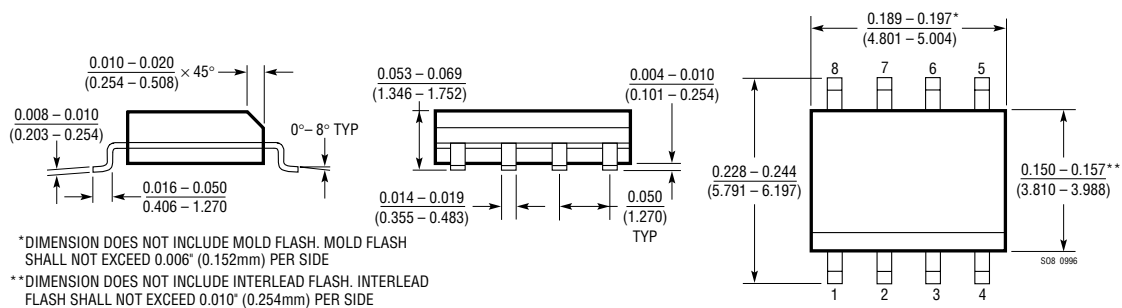 0.010 – 0.020
(0.254 – 0.508)
× 45°
0.008 – 0.010
(0.203 – 0.254)
0°– 8° TYP
0.016 – 0.050
0.406 – 1.270
0.053 – 0.069
(1.346 – 1.752)
0.004 – 0.010
(0.101 – 0.254)
0.014 – 0.019
(0.355 – 0.483)
0.050
(1.270)
TYP
0.189 – 0.197*
(4.801 – 5.004)
8 7 6 5
0.228 – 0.244
(5.791 – 6.197)
0.150 – 0.157**
(3.810 – 3.988)
1 2 3 4
SO8 0996
*DIMENSION DOES NOT INCLUDE MOLD FLASH. MOLD FLASH
SHALL NOT EXCEED 0.006" (0.152mm) PER SIDE
**DIMENSION DOES NOT INCLUDE INTERLEAD FLASH. INTERLEAD
FLASH SHALL NOT EXCEED 0.010" (0.254mm) PER SIDE